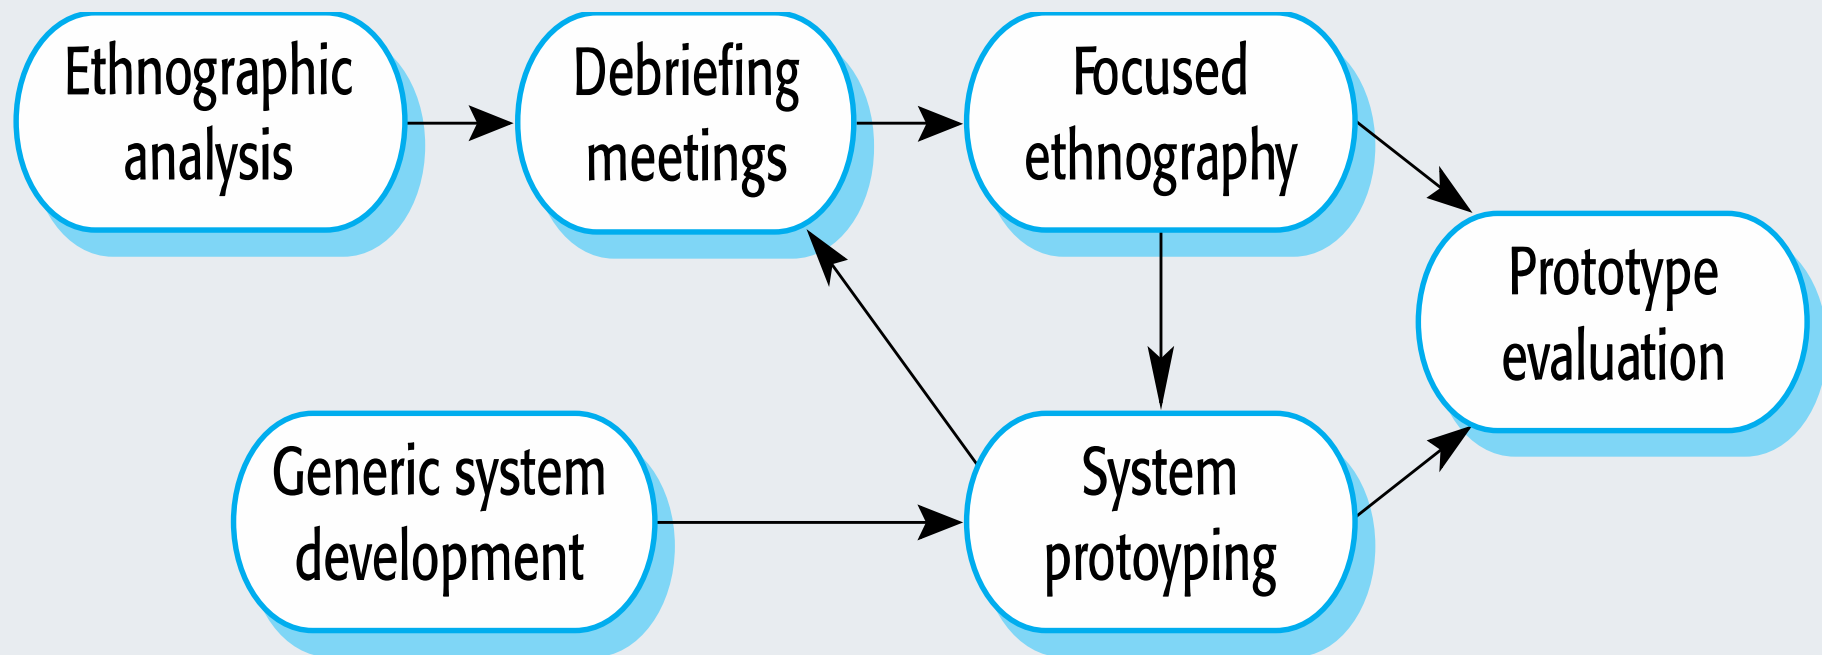 Ethnographic
analysis
Debriefing
meetings
Focused
ethnography
Prototype
evaluation
Generic system
development
System
protoyping